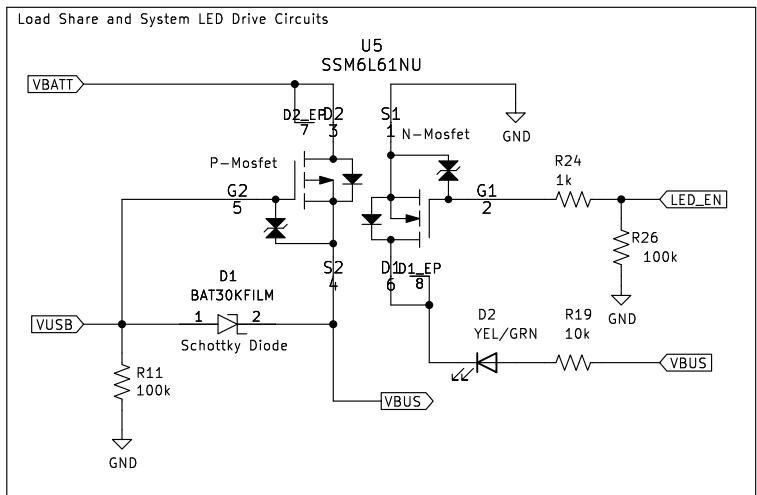 Load Share and System LED Drive Circuits
U5
SSM6L61NU
VBATT
D2_EP
7
D2
3
S1
1
N-Mosfet
GND
P-Mosfet
R24
1k
G2
5
G1
2
LED_EN
R26
100k
D1
BAT30KFILM
S2
4
D1
6
D1_EP
8
GND
VUSB
1
2
Schottky Diode
D2
YEL/GRN
R19
10k
VBUS
R11
100k
VBUS
GND